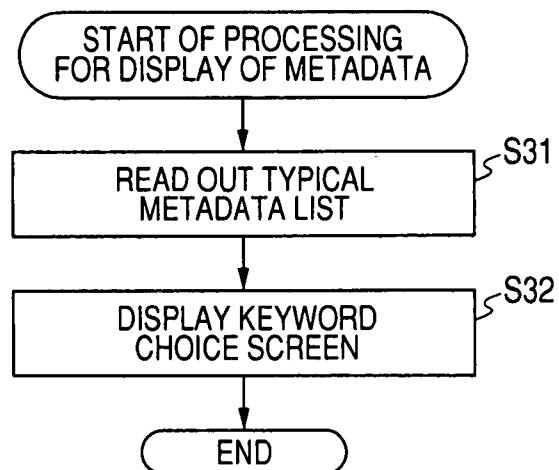 START OF PROCESSING
FOR DISPLAY OF METADATA
S31
READ OUT TYPICAL
METADATA LIST
S32
DISPLAY KEYWORD
CHOICE SCREEN
END